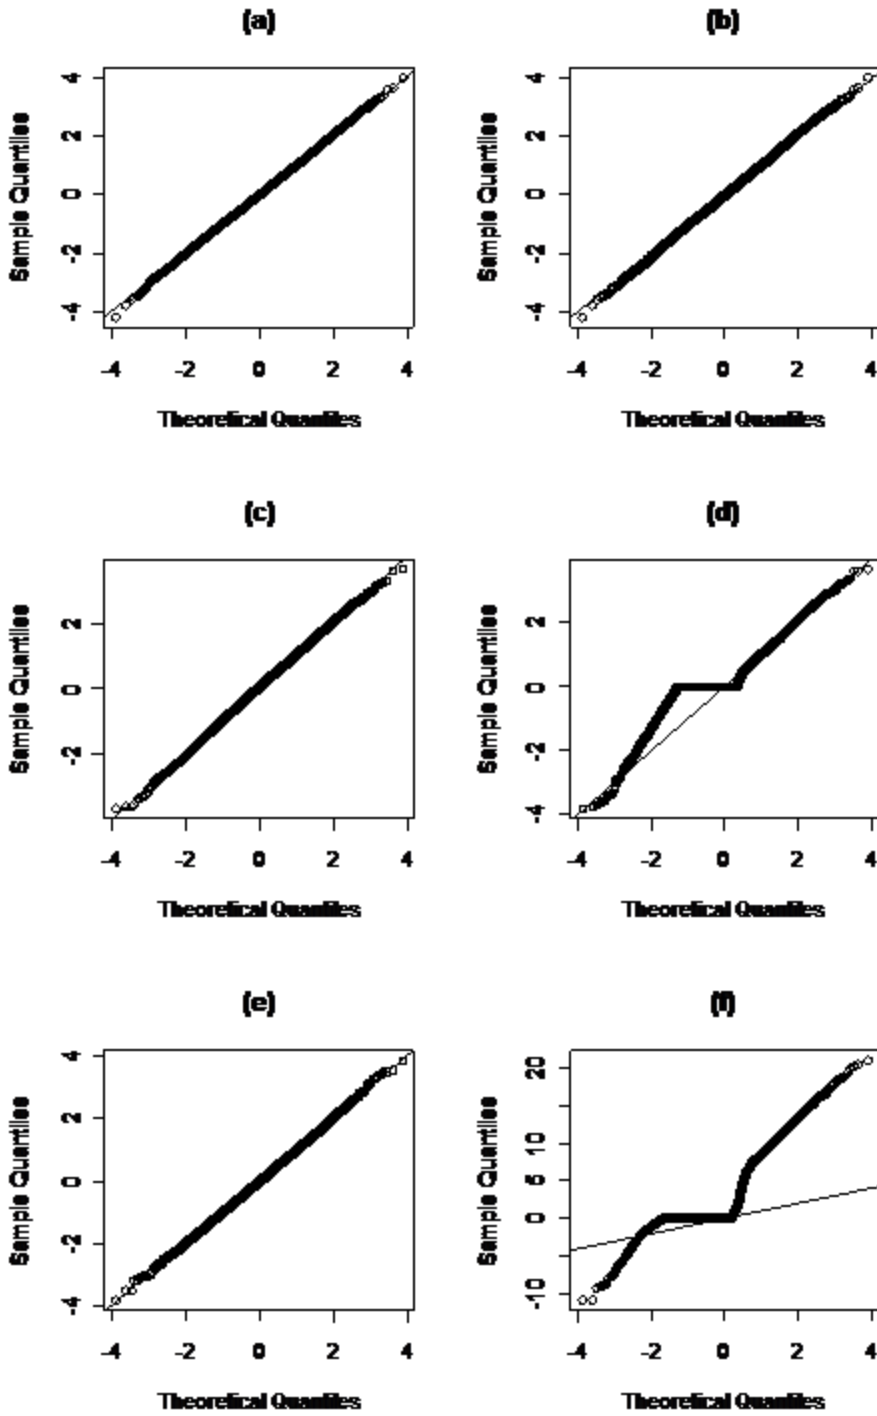 (a)
(b)
Sample Quantiles
4
2
0
-2
-4
-4 -2 0 2 4
Theoretical Quantiles
Sample Quantiles
4
2
0
-2
-4
-4 -2 0 2 4
Theoretical Quantiles
(c)
(d)
Sample Quantiles
2
0
-2
-4 -2 0 2 4
Theoretical Quantiles
Sample Quantiles
2
0
-2
-4
-4 -2 0 2 4
Theoretical Quantiles
(e)
(f)
Sample Quantiles
4
2
0
-2
-4
-4 -2 0 2 4
Theoretical Quantiles
Sample Quantiles
20
10
5
0
-10
-4 -2 0 2 4
Theoretical Quantiles